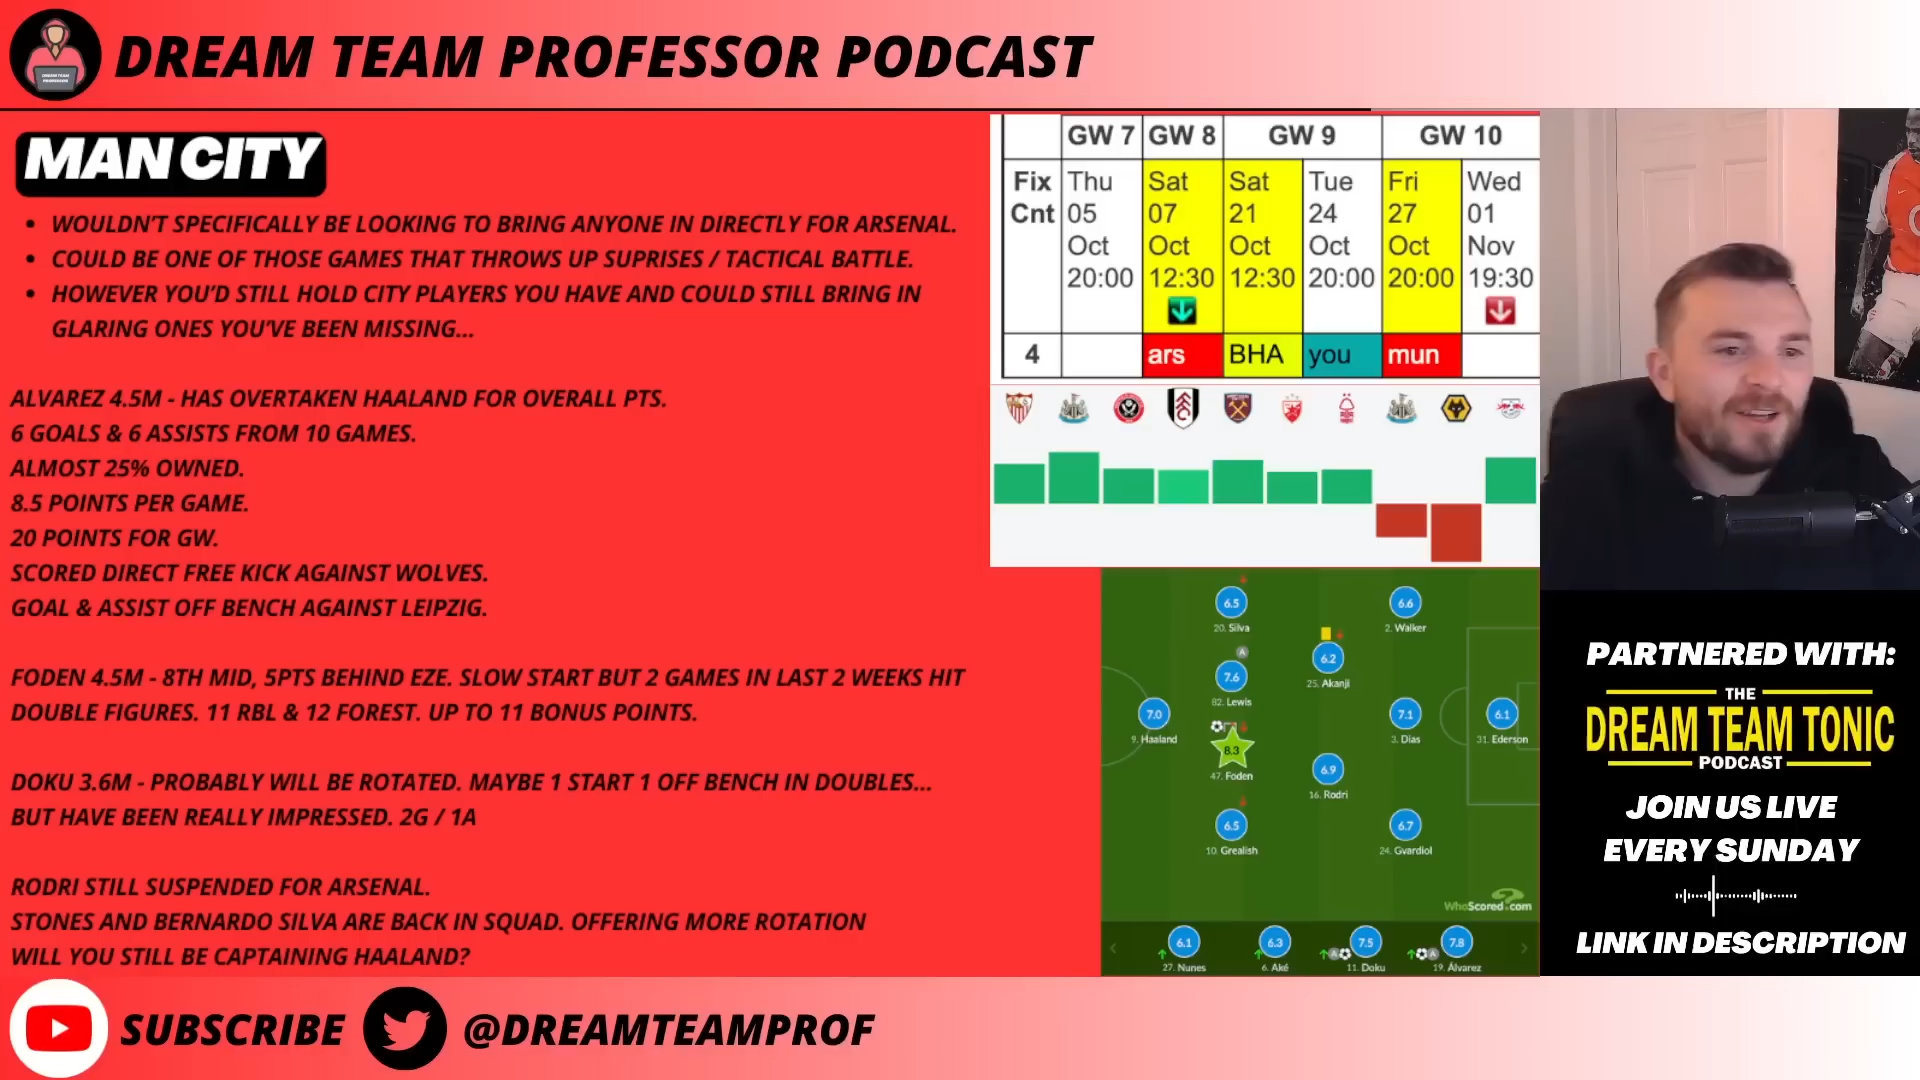 DREAM TEAM PROFESSOR PODCAST
MAN CITY
• WOULDN'T SPECIFICALLY BE LOOKING TO BRING ANYONE IN DIRECTLY FOR ARSENAL.
• COULD BE ONE OF THOSE GAMES THAT THROWS UP SUPRISES / TACTICAL BATTLE.
• HOWEVER YOU'D STILL HOLD CITY PLAYERS YOU HAVE AND COULD STILL BRING IN
GLARING ONES YOU'VE BEEN MISSING...
ALVAREZ 4.5M - HAS OVERTAKEN HAALAND FOR OVERALL PTS.
6 GOALS & 6 ASSISTS FROM 10 GAMES.
ALMOST 25% OWNED.
8.5 POINTS PER GAME.
20 POINTS FOR GW.
SCORED DIRECT FREE KICK AGAINST WOLVES.
GOAL & ASSIST OFF BENCH AGAINST LEIPZIG.
FODEN 4.5M - 8TH MID, 5PTS BEHIND EZE. SLOW START BUT 2 GAMES IN LAST 2 WEEKS HIT
DOUBLE FIGURES. 11 RBL & 12 FOREST. UP TO 11 BONUS POINTS.
DOKU 3.6M - PROBABLY WILL BE ROTATED. MAYBE 1 START 1 OFF BENCH IN DOUBLES...
BUT HAVE BEEN REALLY IMPRESSED. 2G / 1A
RODRI STILL SUSPENDED FOR ARSENAL.
STONES AND BERNARDO SILVA ARE BACK IN SQUAD. OFFERING MORE ROTATION
WILL YOU STILL BE CAPTAINING HAALAND?
GW 7 GW 8 GW 9 GW 10
Fix Thu Sat Sat Tue Fri Wed
Cnt 05 07 21 24 27 01
Oct Oct Oct Oct Oct Nov
20:00 12:30 12:30 20:00 20:00 19:30
4 ars BHA you mun
6.5 6.6
20. Silva 2. Walker
A
7.6 6.2
82. Lewis 25. Akanji
7.0 7.1 6.1
9. Haaland 3. Dias 31. Ederson
8.3 6.9
47. Foden 16. Rodri
6.5 6.7
10. Grealish 24. Gvardiol
WhoScored.com
6.1 6.3 7.5 7.8
A A
27. Nunes 6. Aké 11. Doku 19. Álvarez
PARTNERED WITH:
THE
DREAM TEAM TONIC
PODCAST
JOIN US LIVE
EVERY SUNDAY
LINK IN DESCRIPTION
SUBSCRIBE @DREAMTEAMPROF